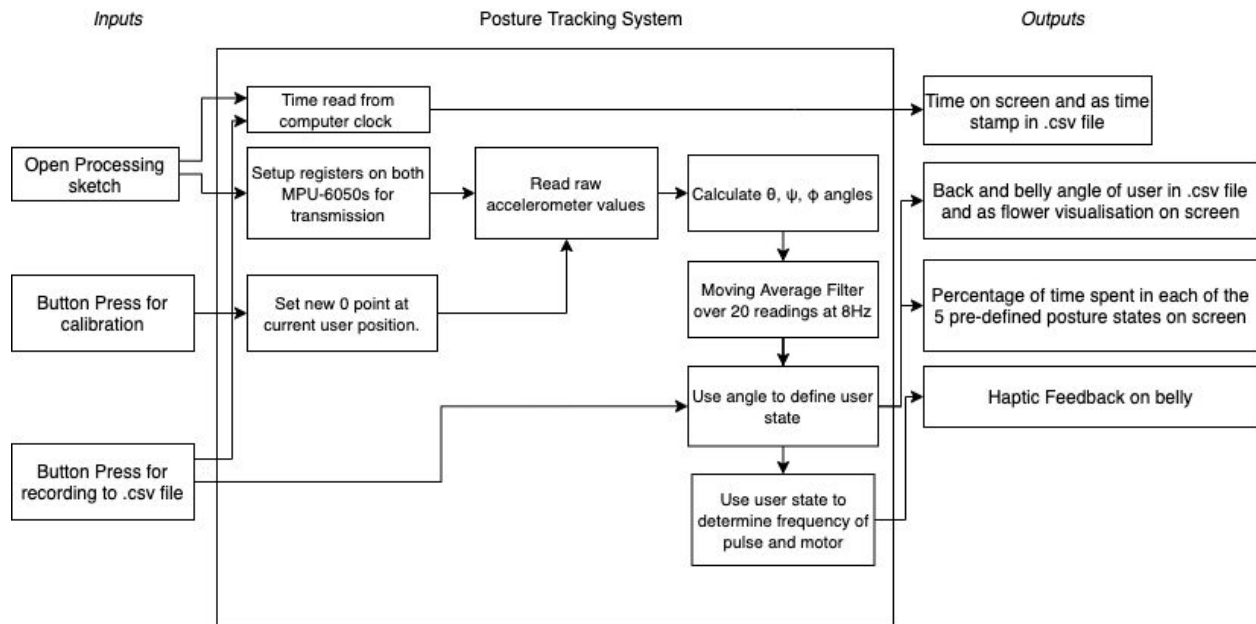 Inputs
Posture Tracking System
Outputs
Time read from
computer clock
Time on screen and as time
stamp in .csv file
Open Processing
sketch
Setup registers on both
MPU-6050s for
transmission
Read raw
accelerometer values
Calculate θ, ψ, φ angles
Back and belly angle of user in .csv file
and as flower visualisation on screen
Button Press for
calibration
Set new 0 point at
current user position.
Moving Average Filter
over 20 readings at 8Hz
Percentage of time spent in each of the
5 pre-defined posture states on screen
Use angle to define user
state
Haptic Feedback on belly
Button Press for
recording to .csv file
Use user state to
determine frequency of
pulse and motor